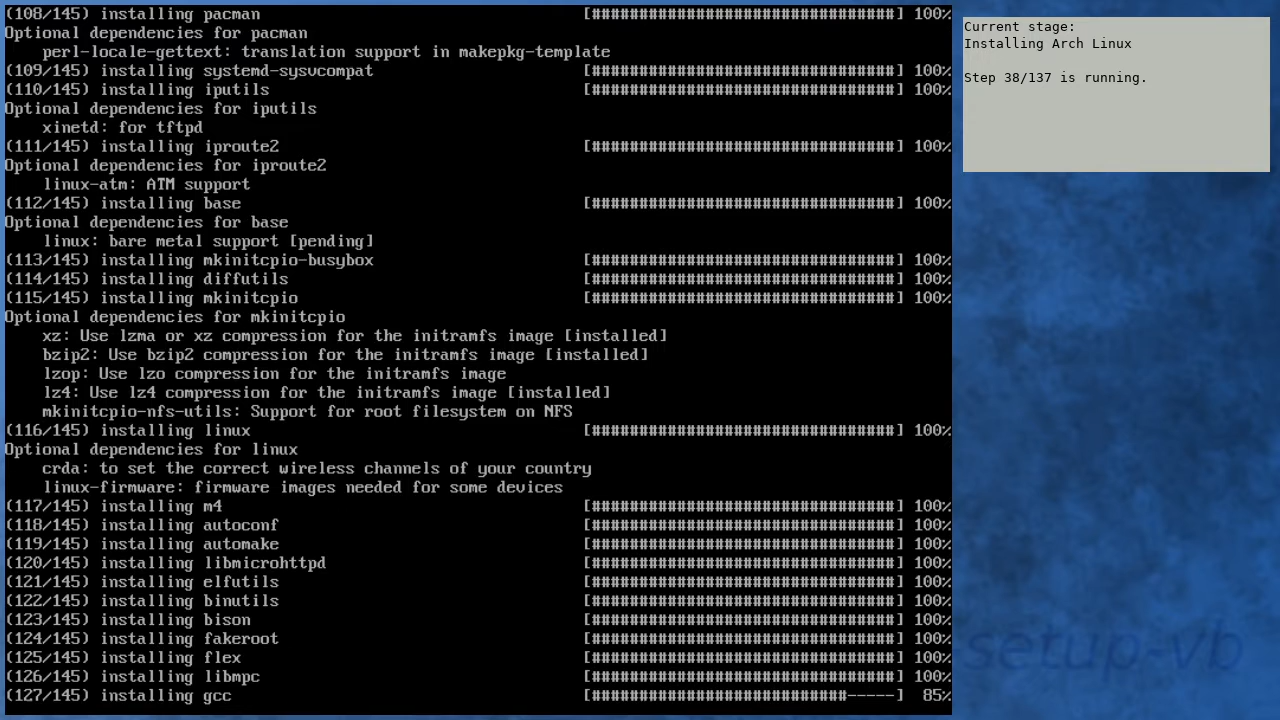 (108/145) installing pacman [################################] 100%
Optional dependencies for pacman
    perl-locale-gettext: translation support in makepkg-template
(109/145) installing systemd-sysvcompat [################################] 100%
(110/145) installing iputils [################################] 100%
Optional dependencies for iputils
    xinetd: for tftpd
(111/145) installing iproute2 [################################] 100%
Optional dependencies for iproute2
    linux-atm: ATM support
(112/145) installing base [################################] 100%
Optional dependencies for base
    linux: bare metal support [pending]
(113/145) installing mkinitcpio-busybox [################################] 100%
(114/145) installing diffutils [################################] 100%
(115/145) installing mkinitcpio [################################] 100%
Optional dependencies for mkinitcpio
    xz: Use lzma or xz compression for the initramfs image [installed]
    bzip2: Use bzip2 compression for the initramfs image [installed]
    lzop: Use lzo compression for the initramfs image
    lz4: Use lz4 compression for the initramfs image [installed]
    mkinitcpio-nfs-utils: Support for root filesystem on NFS
(116/145) installing linux [################################] 100%
Optional dependencies for linux
    crda: to set the correct wireless channels of your country
    linux-firmware: firmware images needed for some devices
(117/145) installing m4 [################################] 100%
(118/145) installing autoconf [################################] 100%
(119/145) installing automake [################################] 100%
(120/145) installing libmicrohttpd [################################] 100%
(121/145) installing elfutils [################################] 100%
(122/145) installing binutils [################################] 100%
(123/145) installing bison [################################] 100%
(124/145) installing fakeroot [################################] 100%
(125/145) installing flex [################################] 100%
(126/145) installing libmpc [################################] 100%
(127/145) installing gcc [###########################-----] 85%
Current stage:
Installing Arch Linux
Step 38/137 is running.
setup-vb